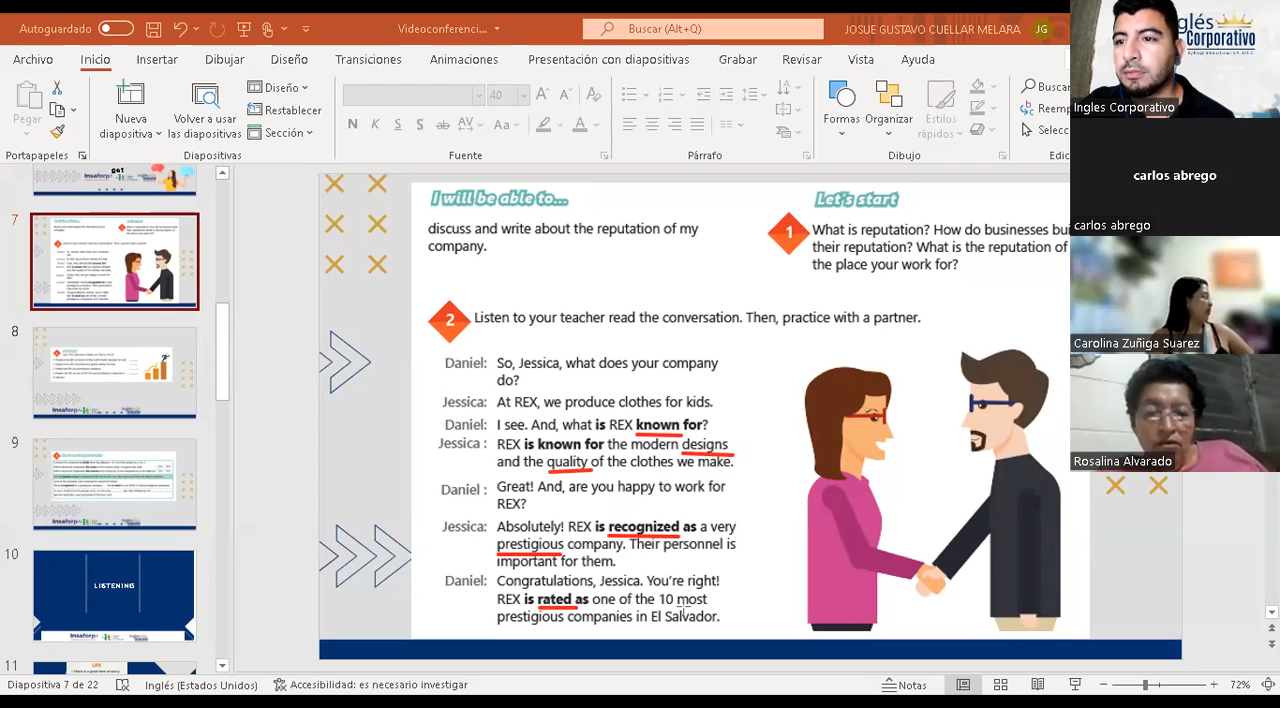 Autoguardado
Videoconferenci...
Buscar (Alt+Q)
JOSUE GUSTAVO CUELLAR MELARA
JG
Archivo Inicio Insertar Dibujar Diseño Transiciones Animaciones Presentación con diapositivas Grabar Revisar Vista Ayuda
Pegar
Nueva diapositiva
Volver a usar las diapositivas
Diseño
Restablecer
Sección
40
Formas
Organizar
Estilos rápidos
Buscar
Portapapeles
Diapositivas
Fuente
Párrafo
Dibujo
Inglés Corporativo
Ingles Corporativo
carlos abrego
carlos abrego
Carolina Zuñiga Suarez
Rosalina Alvarado
7
8
9
10
LISTENING
11
I will be able to...
discuss and write about the reputation of my
company.
Let's start
1
What is reputation? How do businesses bu
their reputation? What is the reputation of
the place your work for?
2
Listen to your teacher read the conversation. Then, practice with a partner.
Daniel: So, Jessica, what does your company
do?
Jessica: At REX, we produce clothes for kids.
Daniel: I see. And, what is REX known for?
Jessica : REX is known for the modern designs
and the quality of the clothes we make.
Daniel : Great! And, are you happy to work for
REX?
Jessica: Absolutely! REX is recognized as a very
prestigious company. Their personnel is
important for them.
Daniel: Congratulations, Jessica. You're right!
REX is rated as one of the 10 most
prestigious companies in El Salvador.
Diapositiva 7 de 22
Inglés (Estados Unidos)
Accesibilidad: es necesario investigar
Notas
72%